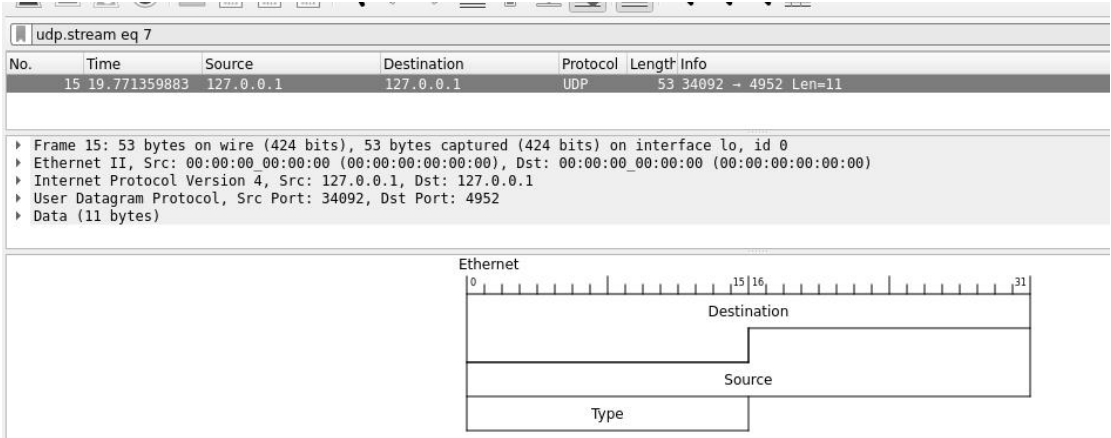 udp.stream eq 7
No. Time Source Destination Protocol Length Info
15 19.771359883 127.0.0.1 127.0.0.1 UDP 53 34092 → 4952 Len=11
Frame 15: 53 bytes on wire (424 bits), 53 bytes captured (424 bits) on interface lo, id 0
Ethernet II, Src: 00:00:00_00:00:00 (00:00:00:00:00:00), Dst: 00:00:00_00:00:00 (00:00:00:00:00:00)
Internet Protocol Version 4, Src: 127.0.0.1, Dst: 127.0.0.1
User Datagram Protocol, Src Port: 34092, Dst Port: 4952
Data (11 bytes)
Ethernet
0 15 16 31
Destination
Source
Type